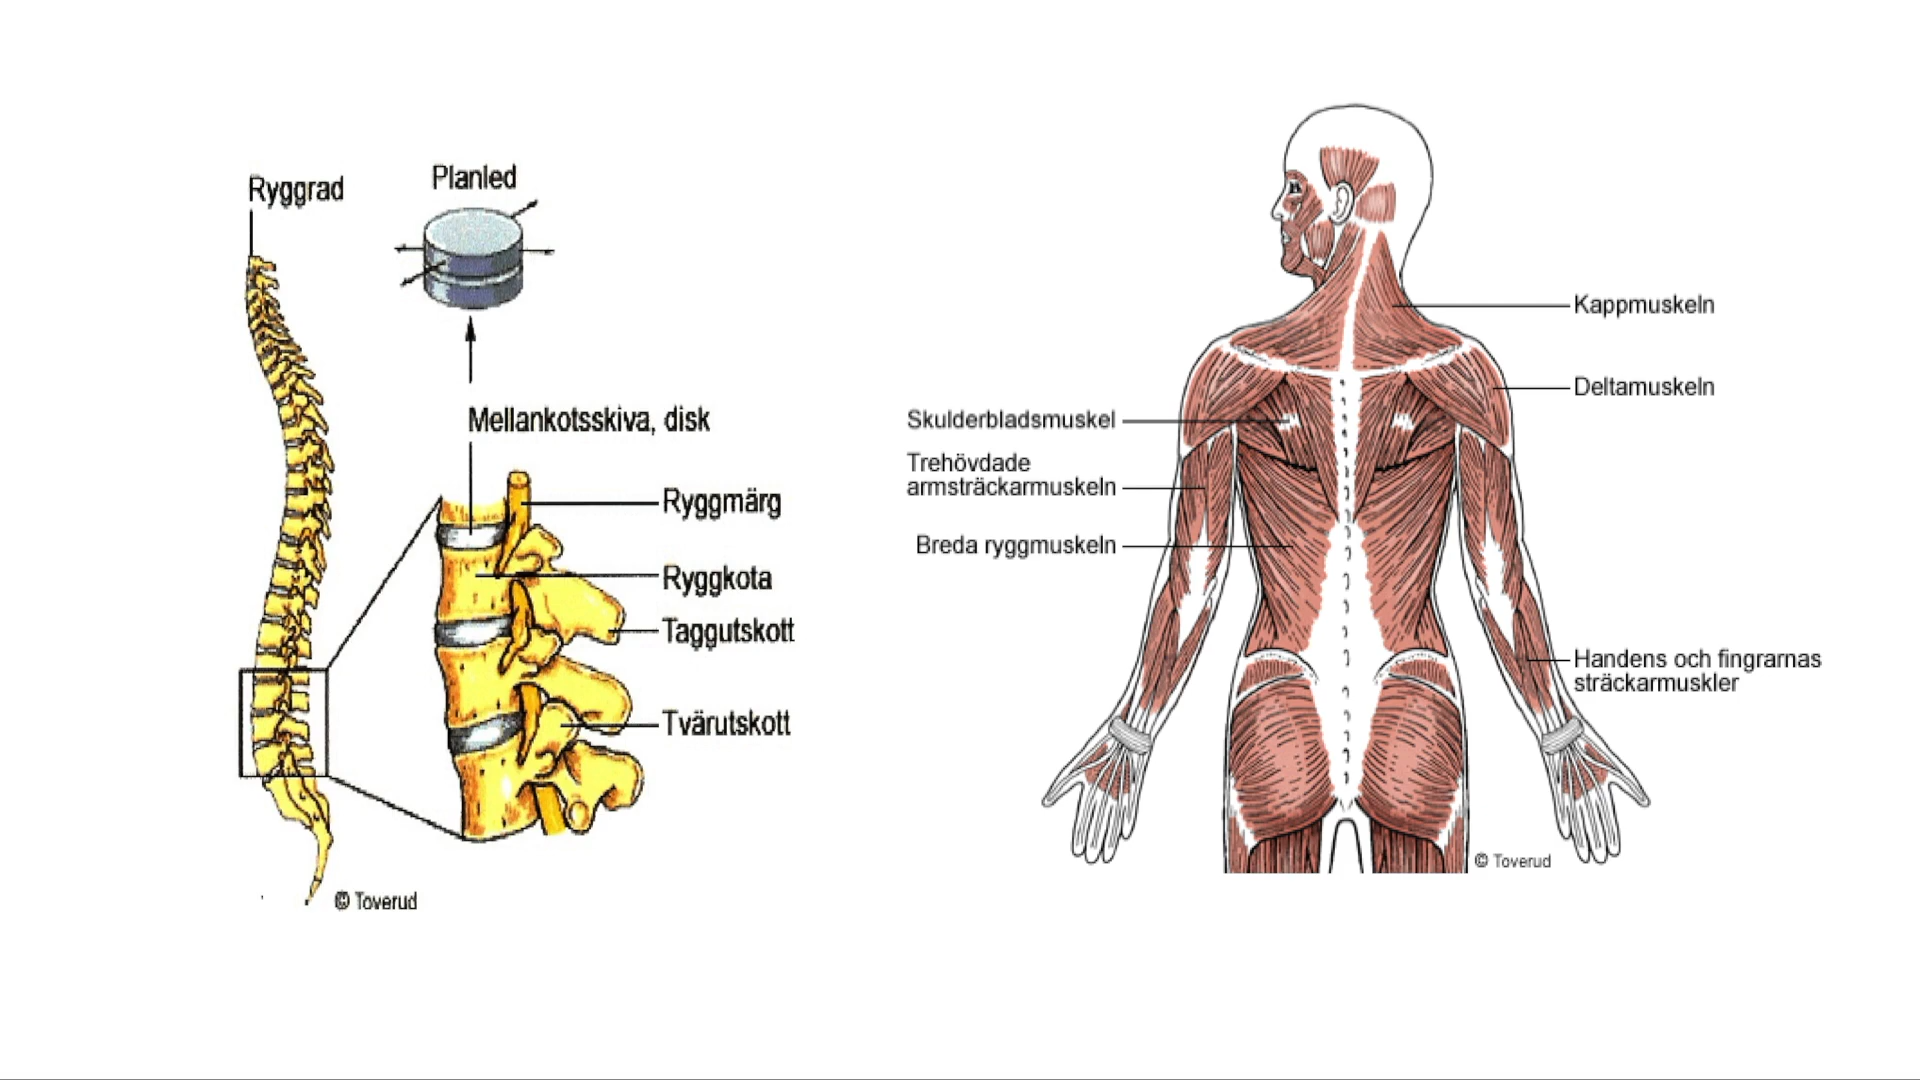 Ryggrad
Planled
Mellankotsskiva, disk
Ryggmärg
Ryggkota
Taggutskott
Tvärutskott
© Toverud
Kappmuskeln
Deltamuskeln
Skulderbladsmuskel
Trehövdade
armsträckarmuskeln
Breda ryggmuskeln
Handens och fingrarnas
sträckarmuskler
© Toverud